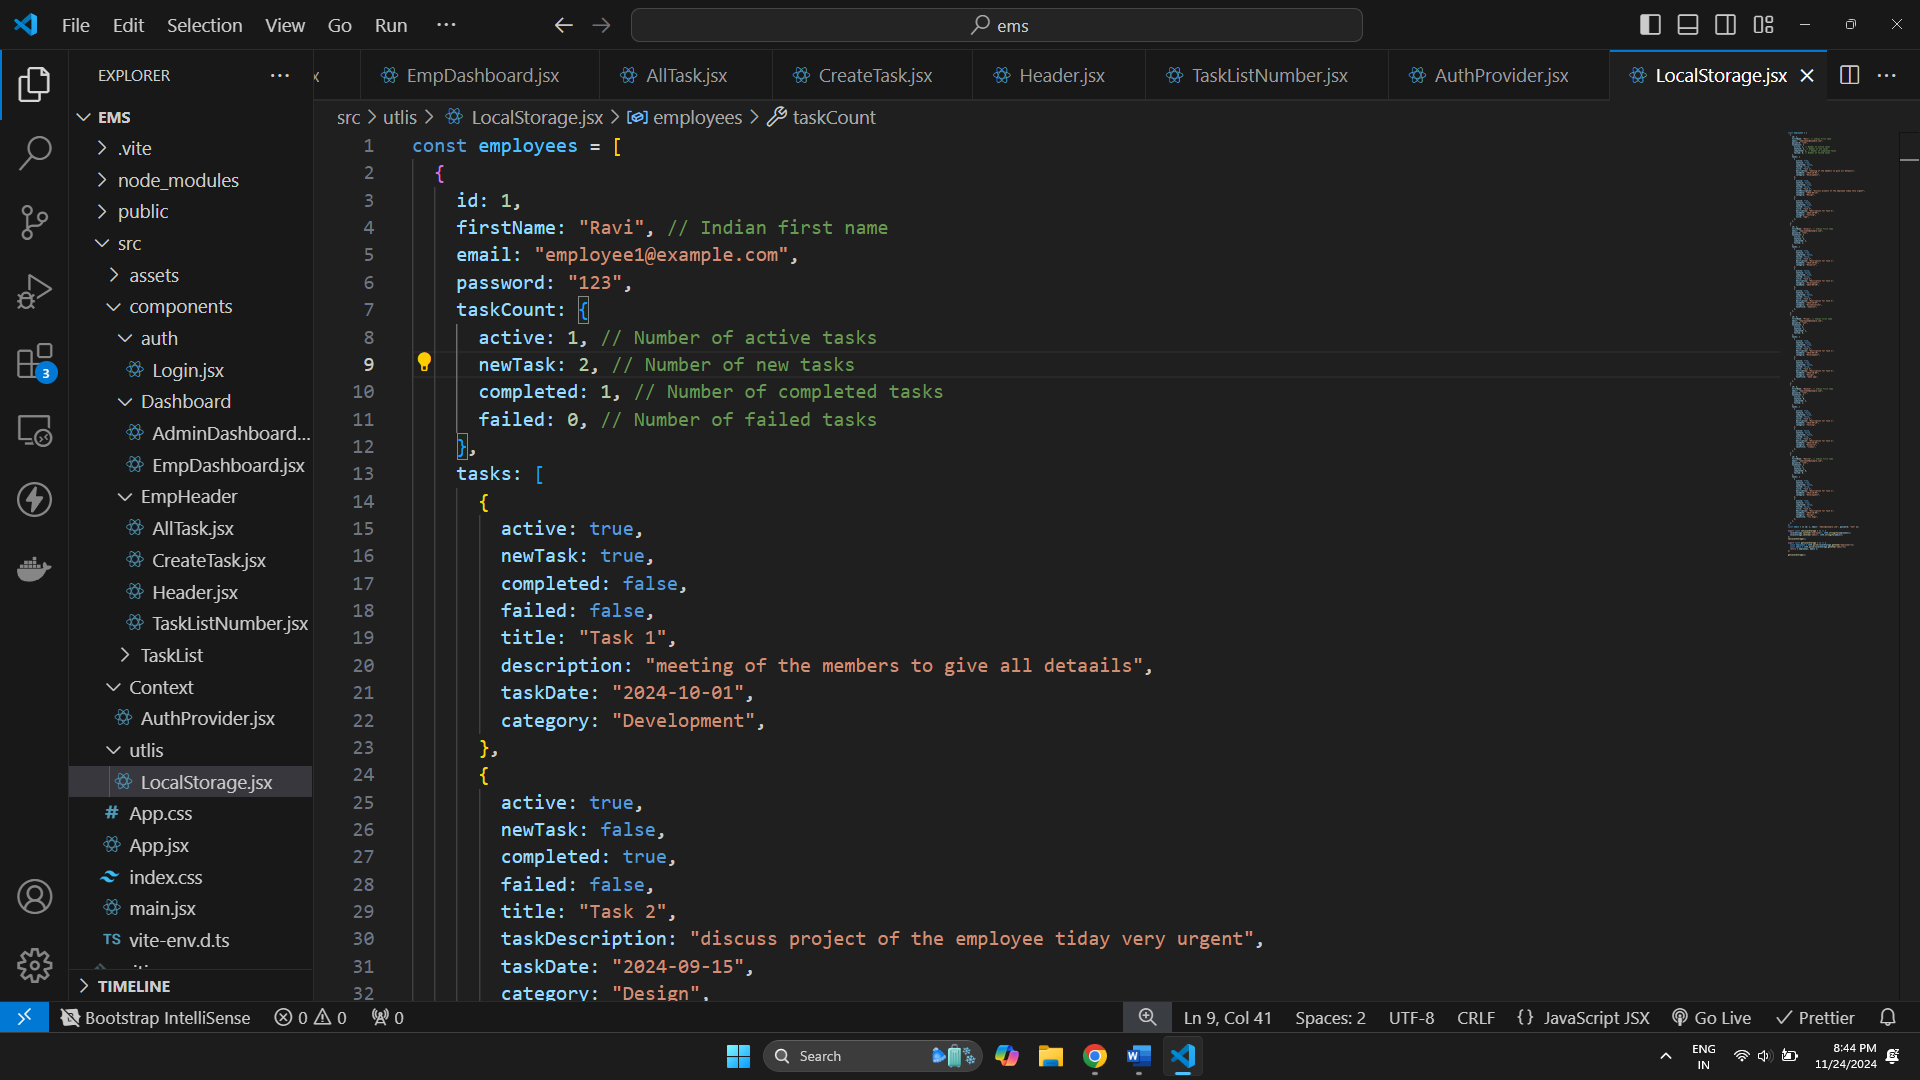 File Edit Selection View Go Run ···
ems
EXPLORER ···
x
EmpDashboard.jsx
AllTask.jsx
CreateTask.jsx
Header.jsx
TaskListNumber.jsx
AuthProvider.jsx
LocalStorage.jsx
EMS
.vite
node_modules
public
src
assets
components
auth
Login.jsx
Dashboard
AdminDashboard...
EmpDashboard.jsx
EmpHeader
AllTask.jsx
CreateTask.jsx
Header.jsx
TaskListNumber.jsx
TaskList
Context
AuthProvider.jsx
utlis
LocalStorage.jsx
# App.css
App.jsx
index.css
main.jsx
TS vite-env.d.ts
TIMELINE
3
src > utlis > LocalStorage.jsx > employees > taskCount
1 const employees = [
2 {
3 id: 1,
4 firstName: "Ravi", // Indian first name
5 email: "employee1@example.com",
6 password: "123",
7 taskCount: {
8 active: 1, // Number of active tasks
9 newTask: 2, // Number of new tasks
10 completed: 1, // Number of completed tasks
11 failed: 0, // Number of failed tasks
12 },
13 tasks: [
14 {
15 active: true,
16 newTask: true,
17 completed: false,
18 failed: false,
19 title: "Task 1",
20 description: "meeting of the members to give all detaails",
21 taskDate: "2024-10-01",
22 category: "Development",
23 },
24 {
25 active: true,
26 newTask: false,
27 completed: true,
28 failed: false,
29 title: "Task 2",
30 taskDescription: "discuss project of the employee tiday very urgent",
31 taskDate: "2024-09-15",
32 category: "Design",
Bootstrap IntelliSense 0 0 0 Ln 9, Col 41 Spaces: 2 UTF-8 CRLF {} JavaScript JSX Go Live Prettier
Search
ENG
IN
8:44 PM
11/24/2024